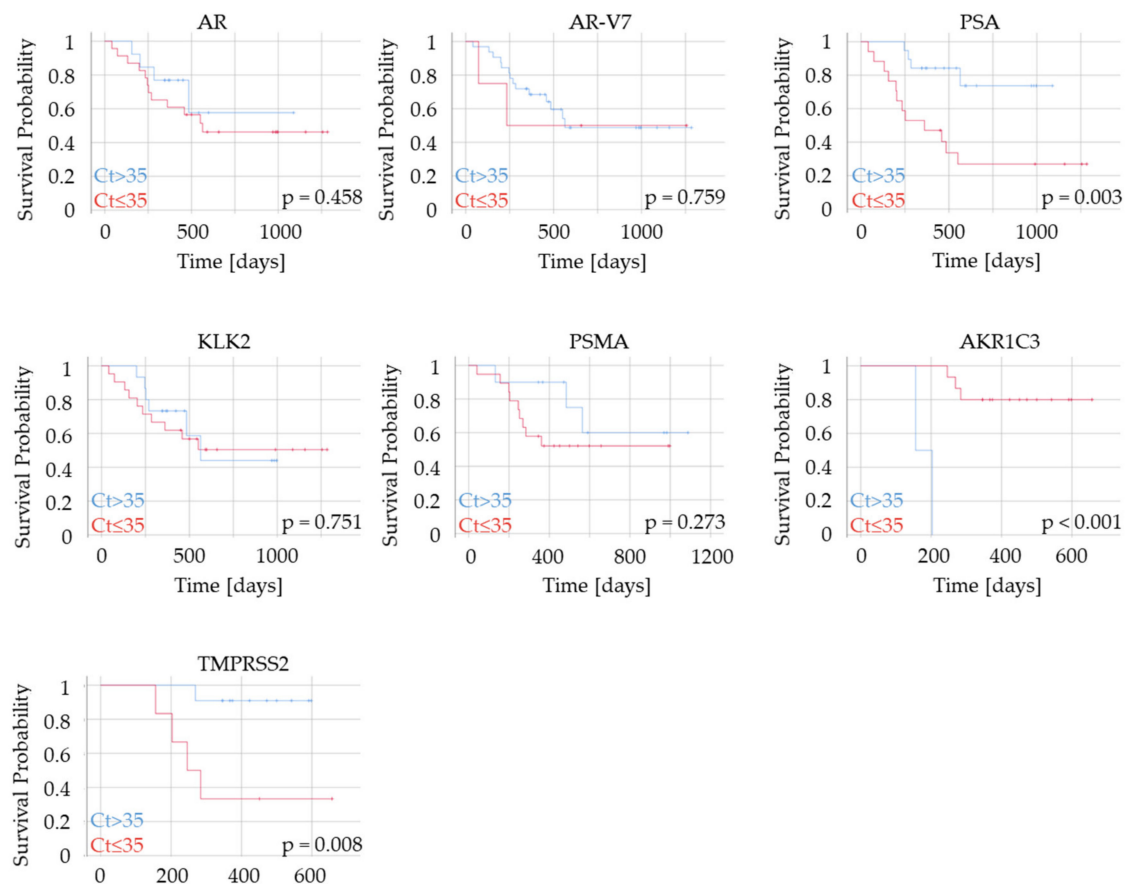 AR
Survival Probability
1
0.8
0.6
0.4
0.2
0
Ct>35
Ct≤35
p = 0.458
0 500 1000
Time [days]
AR-V7
Survival Probability
1
0.8
0.6
0.4
0.2
0
Ct>35
Ct≤35
p = 0.759
0 500 1000
Time [days]
PSA
Survival Probability
1
0.8
0.6
0.4
0.2
0
Ct>35
Ct≤35
p = 0.003
0 500 1000
Time [days]
KLK2
Survival Probability
1
0.8
0.6
0.4
0.2
0
Ct>35
Ct≤35
p = 0.751
0 500 1000
Time [days]
PSMA
Survival Probability
1
0.8
0.6
0.4
0.2
0
Ct>35
Ct≤35
p = 0.273
0 400 800 1200
Time [days]
AKR1C3
Survival Probability
1
0.8
0.6
0.4
0.2
0
Ct>35
Ct≤35
p < 0.001
0 200 400 600
Time [days]
TMPRSS2
Survival Probability
1
0.8
0.6
0.4
0.2
0
Ct>35
Ct≤35
p = 0.008
0 200 400 600